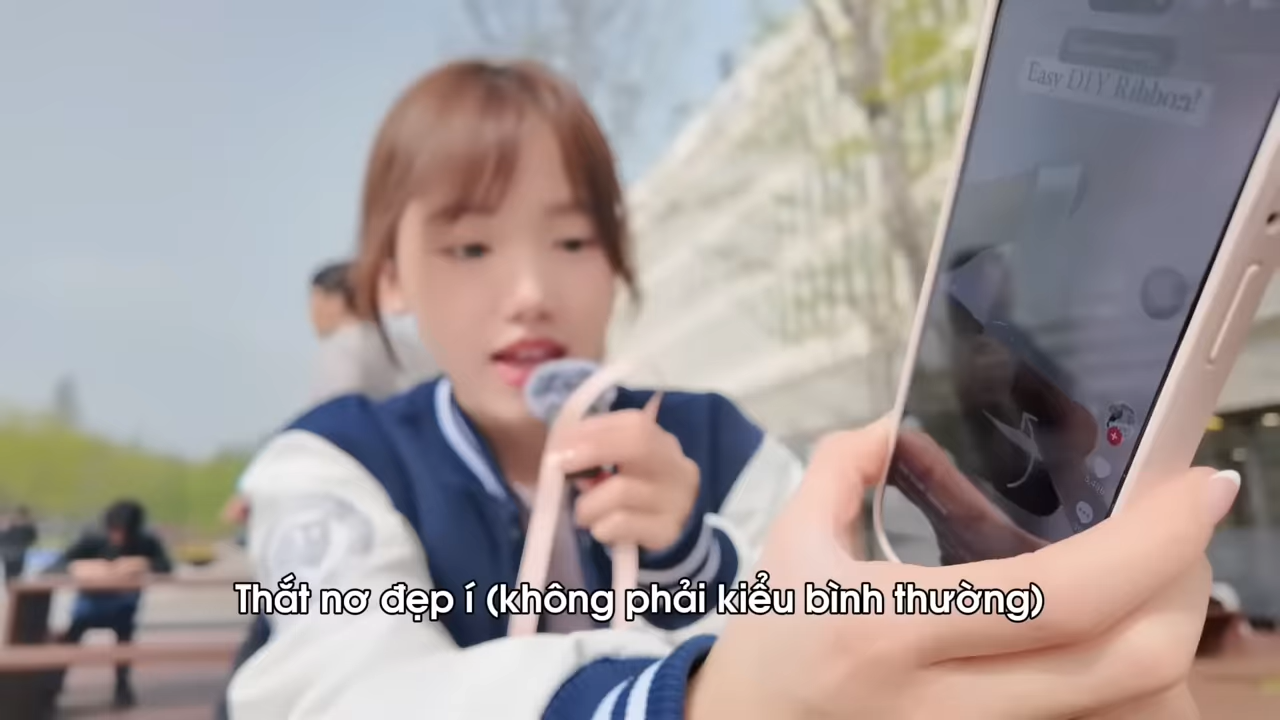 Easy DIY Ribbon!
Thắt nơ đẹp í (không phải kiểu bình thường)